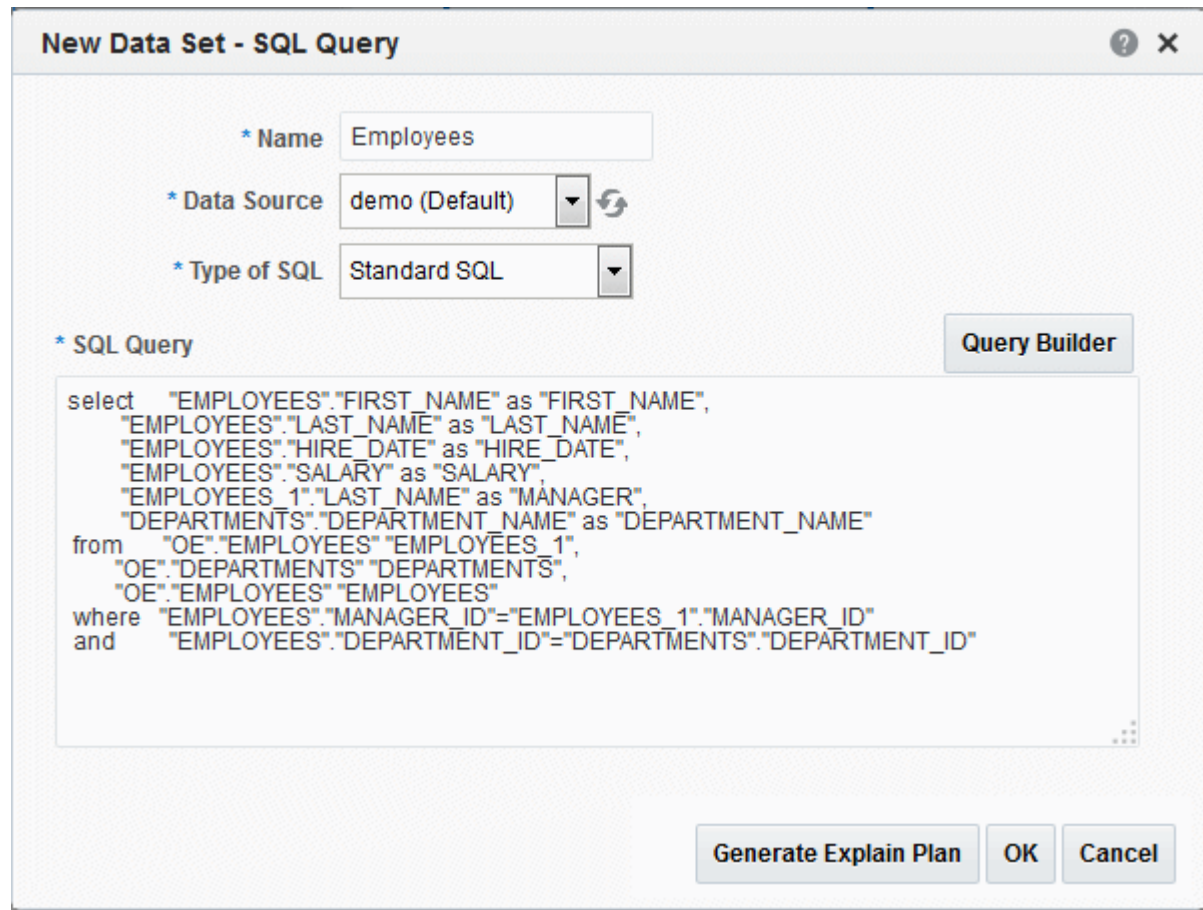 New Data Set - SQL Query
* Name Employees
* Data Source demo (Default)
* Type of SQL Standard SQL
* SQL Query Query Builder
select "EMPLOYEES"."FIRST_NAME" as "FIRST_NAME",
"EMPLOYEES"."LAST_NAME" as "LAST_NAME",
"EMPLOYEES"."HIRE_DATE" as "HIRE_DATE",
"EMPLOYEES"."SALARY" as "SALARY",
"EMPLOYEES_1"."LAST_NAME" as "MANAGER",
"DEPARTMENTS"."DEPARTMENT_NAME" as "DEPARTMENT_NAME"
from "OE"."EMPLOYEES" "EMPLOYEES_1",
"OE"."DEPARTMENTS" "DEPARTMENTS",
"OE"."EMPLOYEES" "EMPLOYEES"
where "EMPLOYEES"."MANAGER_ID"="EMPLOYEES_1"."MANAGER_ID"
and "EMPLOYEES"."DEPARTMENT_ID"="DEPARTMENTS"."DEPARTMENT_ID"
Generate Explain Plan OK Cancel